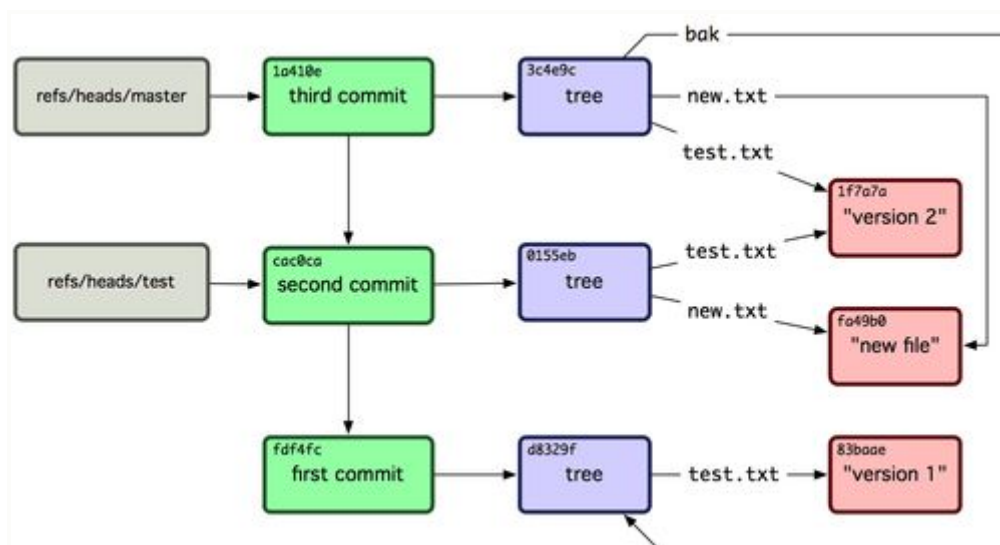 bak
1a410e
3c4e9c
refs/heads/master
third commit
tree
new.txt
test.txt
1f7a7a
"version 2"
cac0ca
0155eb
test.txt
refs/heads/test
second commit
tree
new.txt
fa49b0
"new file"
fdf4fc
d8329f
83baae
first commit
tree
test.txt
"version 1"